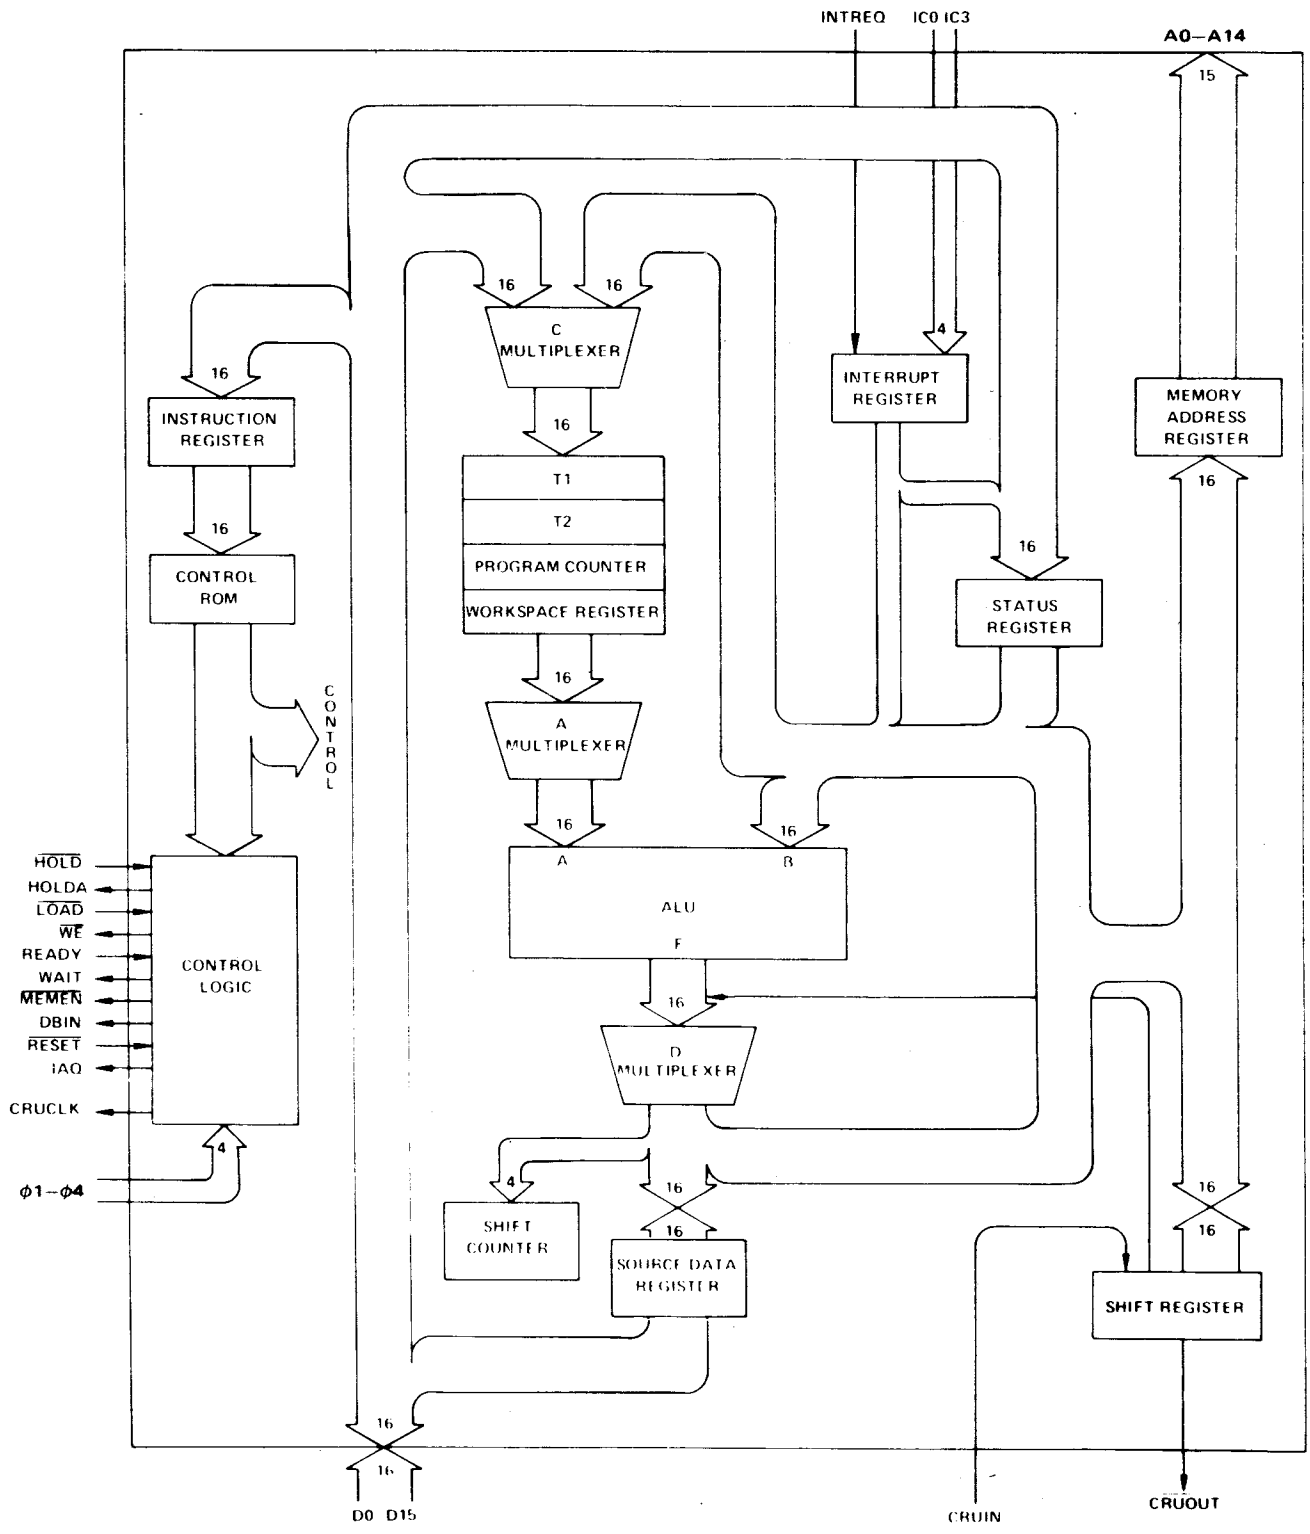 INTREQ IC0 IC3
A0–A14
15
16
16
C
MULTIPLEXER
4
16
INSTRUCTION
REGISTER
INTERRUPT
REGISTER
MEMORY
ADDRESS
REGISTER
16
16
T1
T2
PROGRAM COUNTER
WORKSPACE REGISTER
16
16
CONTROL
ROM
STATUS
REGISTER
16
A
MULTIPLEXER
CONTROL
16
16
A
B
ALU
F
HOLD
HOLDA
LOAD
WE
READY
WAIT
MEMEN
DBIN
RESET
IAQ
CRUCLK
CONTROL
LOGIC
16
D
MULTIPLEXER
4
ϕ1–ϕ4
4
16
16
16
16
SHIFT
COUNTER
SOURCE DATA
REGISTER
SHIFT REGISTER
16
16
D0 D15
CRUIN
CRUOUT